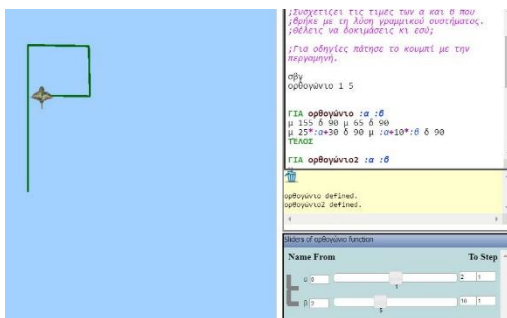 ;Συσχετίζει τις τιμές των α και β που
;βρήκε με τη λύση γραμμικού συστήματος.
;Θέλεις να δοκιμάσεις κι εσύ;
;Για οδηγίες πάτησε το κουμπί με την
;περγαμηνή.
σβγ
ορθογώνιο 1 5
ΓΙΑ ορθογώνιο :α :β
μ 155 δ 90 μ 65 δ 90
μ 25*:α+30 δ 90 μ :α+10*:β δ 90
ΤΕΛΟΣ
ΓΙΑ ορθογώνιο2 :α :β
ορθογώνιο defined.
ορθογώνιο2 defined.
Sliders of ορθογώνιο function
Name From To Step
α 0 1 2 1
β 2 5 10 1